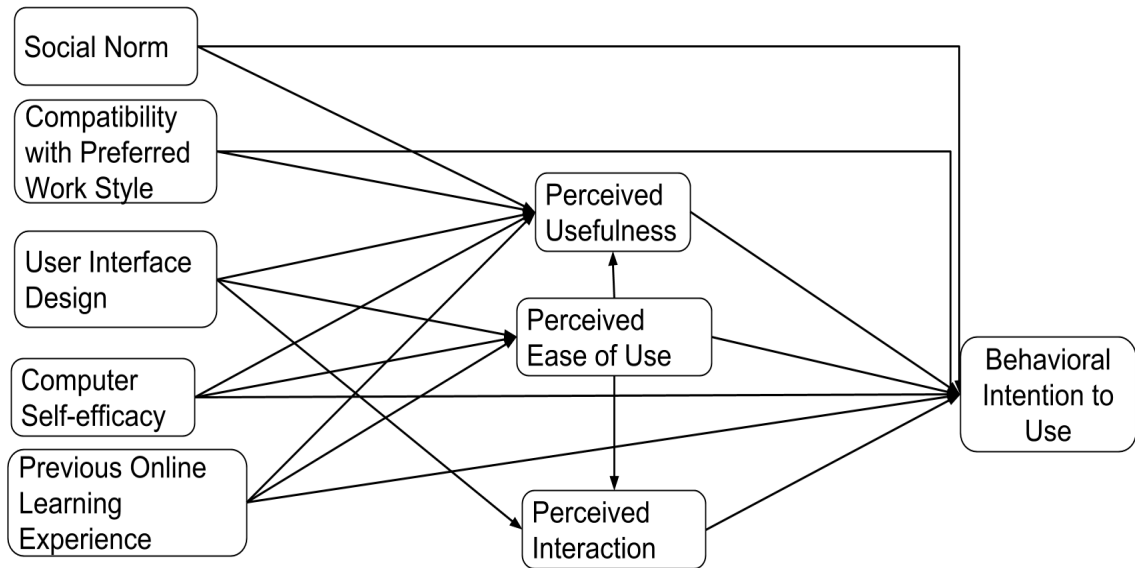 Social Norm
Compatibility
with Preferred
Work Style
User Interface
Design
Computer
Self-efficacy
Previous Online
Learning
Experience
Perceived
Usefulness
Perceived
Ease of Use
Perceived
Interaction
Behavioral
Intention to
Use